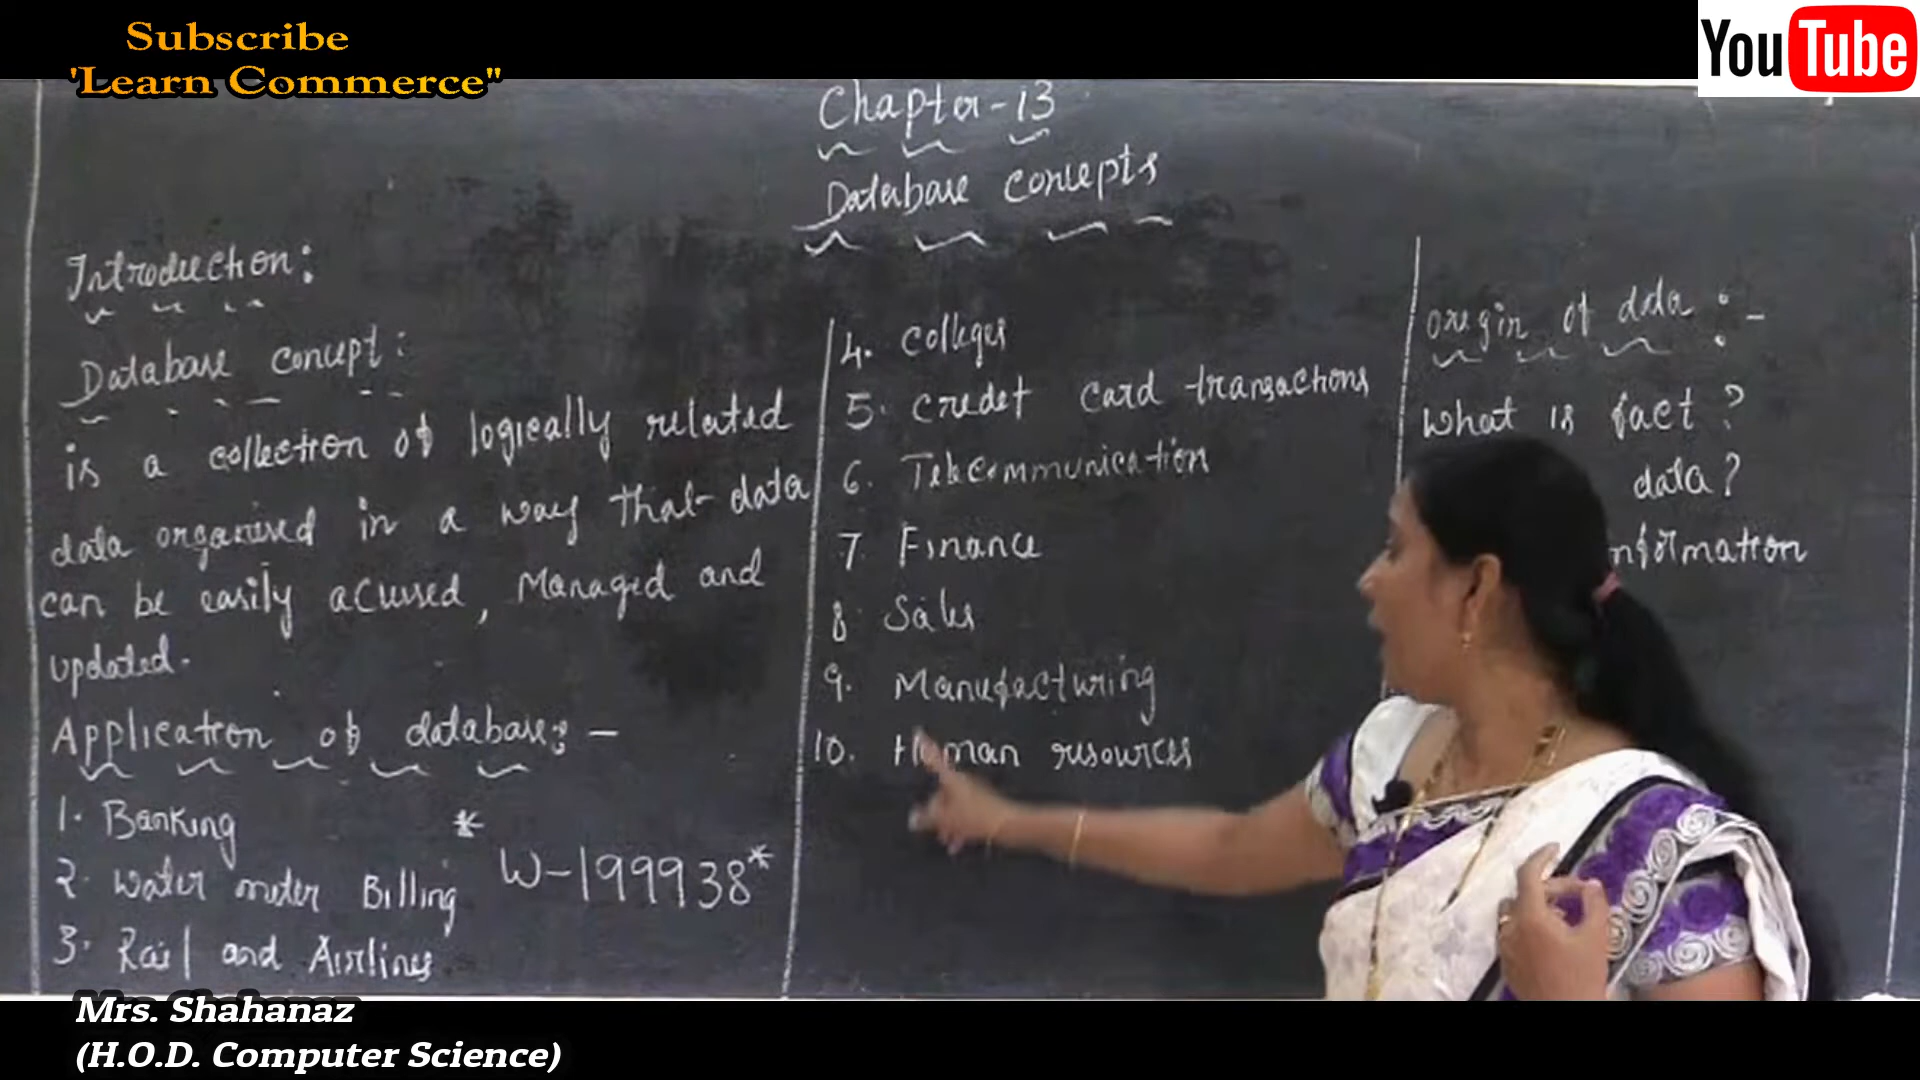 Subscribe
'Learn Commerce"
YouTube
Chapter-13
Database concepts
Introduction:
Database concept:
is a collection of logically related
data organised in a way that data
can be easily acussed, Managed and
updated.
Application of database: -
1. Banking
2. Water meter Billing
* W-199938*
3. Rail and Airlines
4. Colleges
5. Credet card transactions
6. Telecommunication
7 Finance
8. Sales
9. Manufacturing
10. Human resources
origin of data :-
What is fact?
data?
nformation
Mrs. Shahanaz
(H.O.D. Computer Science)